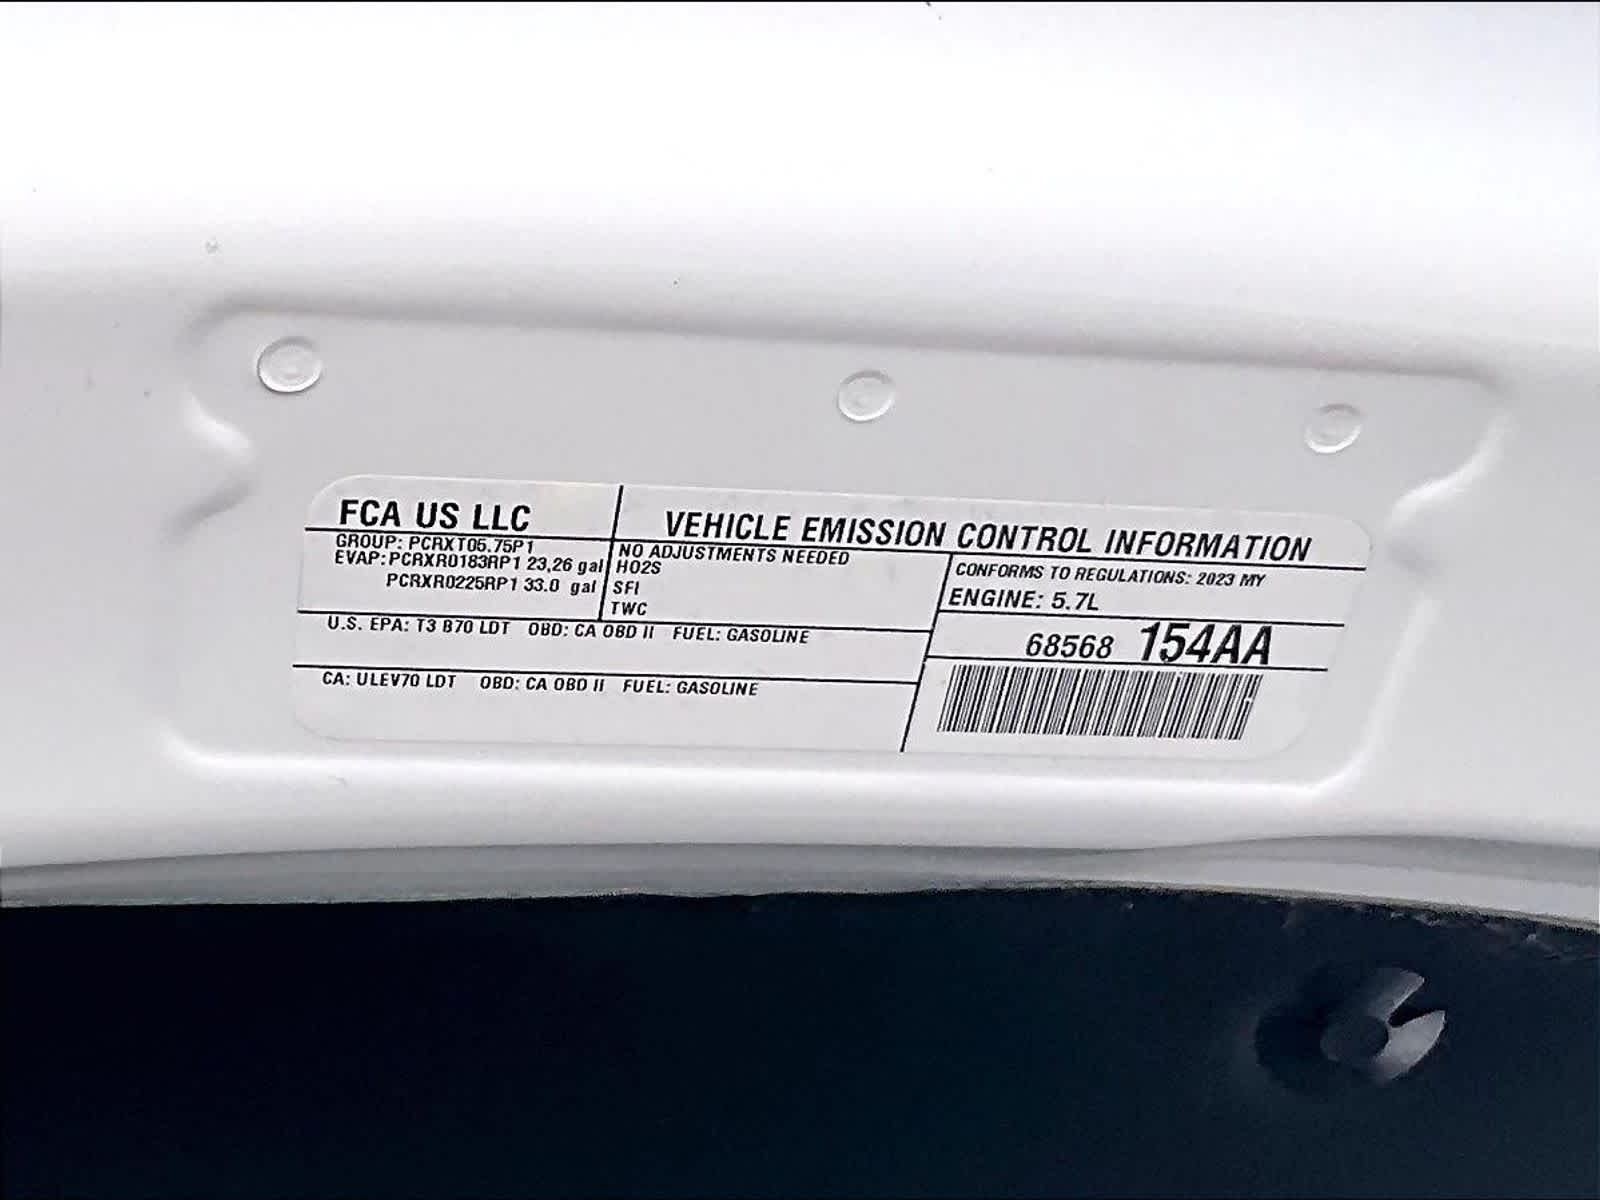 FCA US LLC
VEHICLE EMISSION CONTROL INFORMATION
GROUP: PCRXT05.75P1
EVAP: PCRXR0183RP1 23,26 gal
PCRXR0225RP1 33.0 gal
NO ADJUSTMENTS NEEDED
HO2S
SFI
TWC
CONFORMS TO REGULATIONS: 2023 MY
ENGINE: 5.7L
U.S. EPA: T3 B70 LDT OBD: CA OBD II FUEL: GASOLINE
68568 154AA
CA: ULEV70 LDT OBD: CA OBD II FUEL: GASOLINE